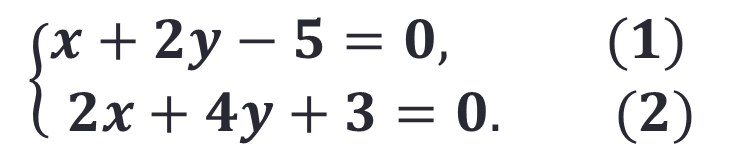 x + 2y − 5 = 0, (1)
2x + 4y + 3 = 0. (2)